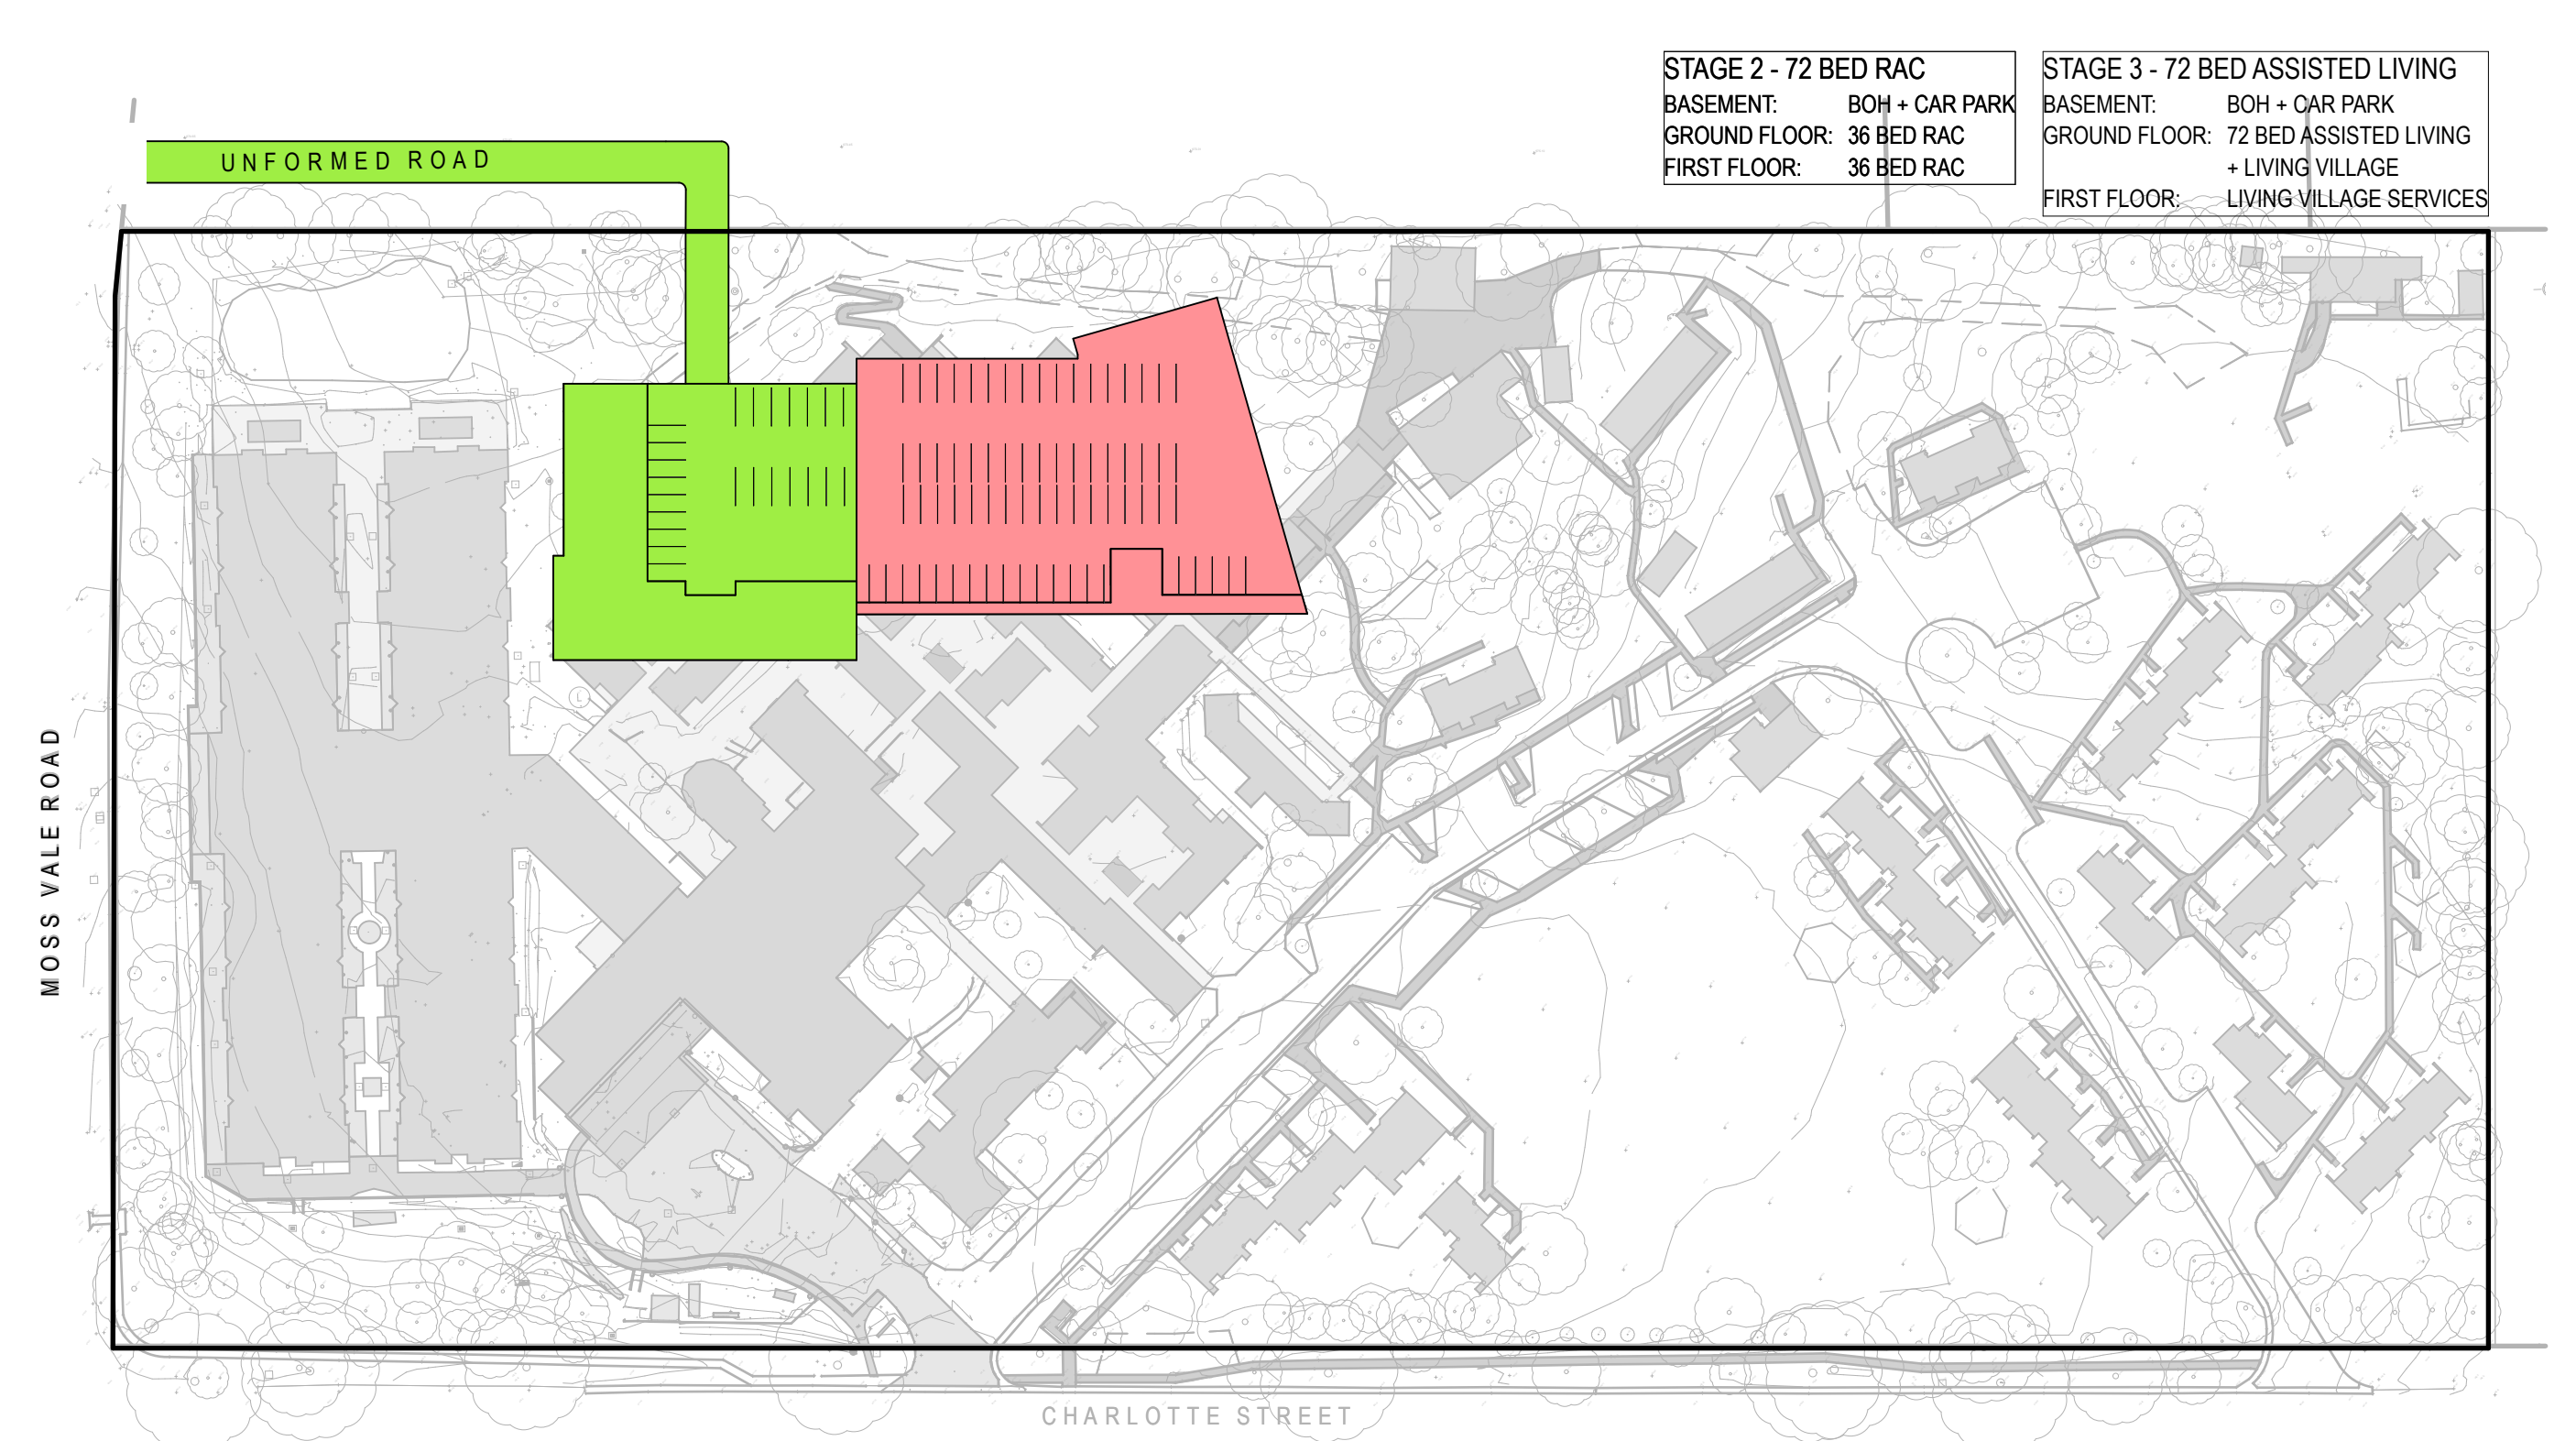 STAGE 2 - 72 BED RAC
BASEMENT: BOH + CAR PARK
GROUND FLOOR: 36 BED RAC
FIRST FLOOR: 36 BED RAC
STAGE 3 - 72 BED ASSISTED LIVING
BASEMENT: BOH + CAR PARK
GROUND FLOOR: 72 BED ASSISTED LIVING
+ LIVING VILLAGE
FIRST FLOOR: LIVING VILLAGE SERVICES
UNFORMED ROAD
MOSS VALE ROAD
CHARLOTTE STREET